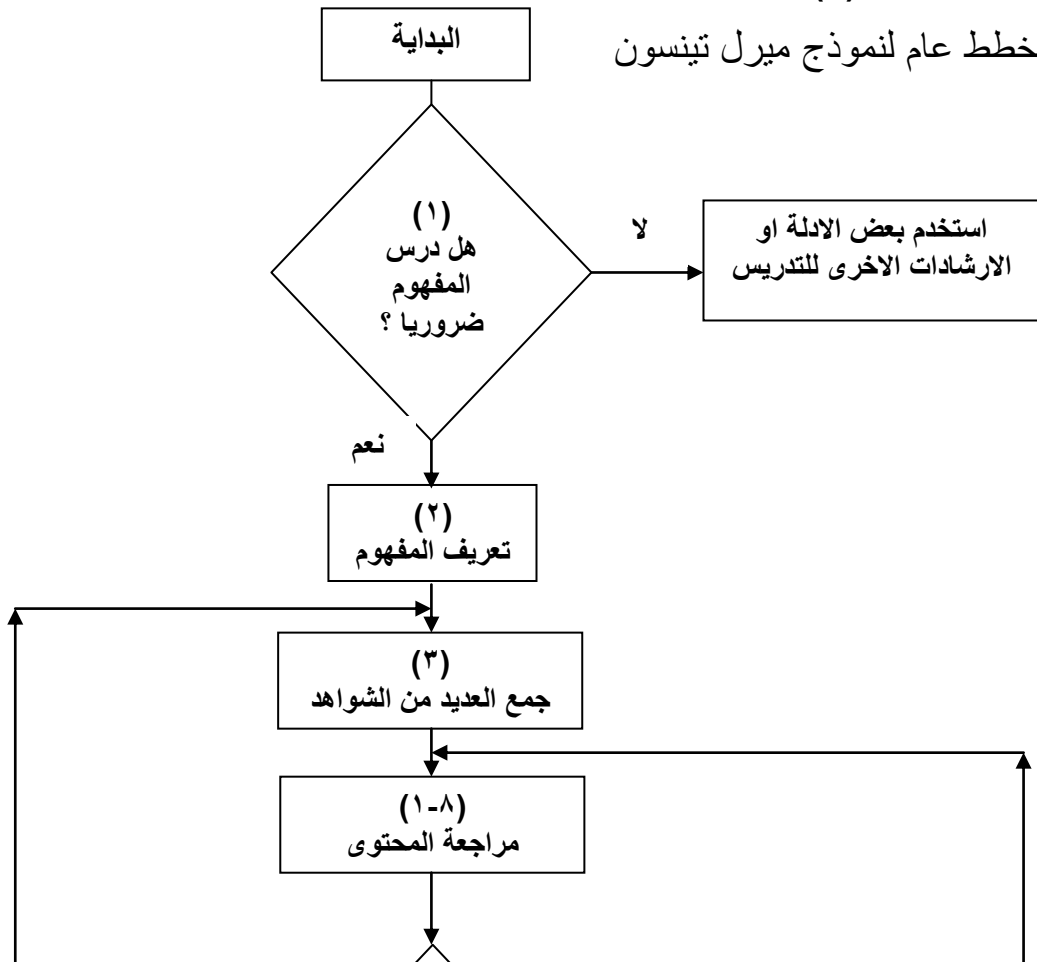 خطط عام لنموذج ميرل تينسون
البداية
(١)
هل درس
المفهوم
ضروريا ؟
لا
استخدم بعض الادلة او
الارشادات الاخرى للتدريس
نعم
(٢)
تعريف المفهوم
(٣)
جمع العديد من الشواهد
(٨-١)
مراجعة المحتوى